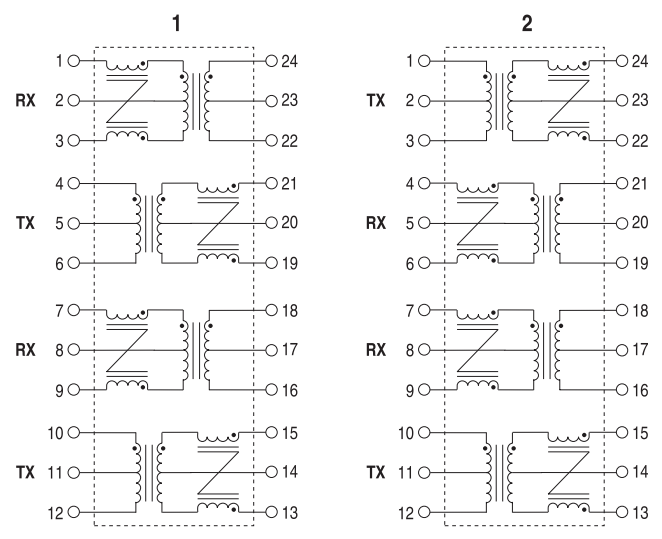 1 2
1 24 1 24
RX 2 23 TX 2 23
3 22 3 22
4 21 4 21
TX 5 20 RX 5 20
6 19 6 19
7 18 7 18
RX 8 17 RX 8 17
9 16 9 16
10 15 10 15
TX 11 14 TX 11 14
12 13 12 13